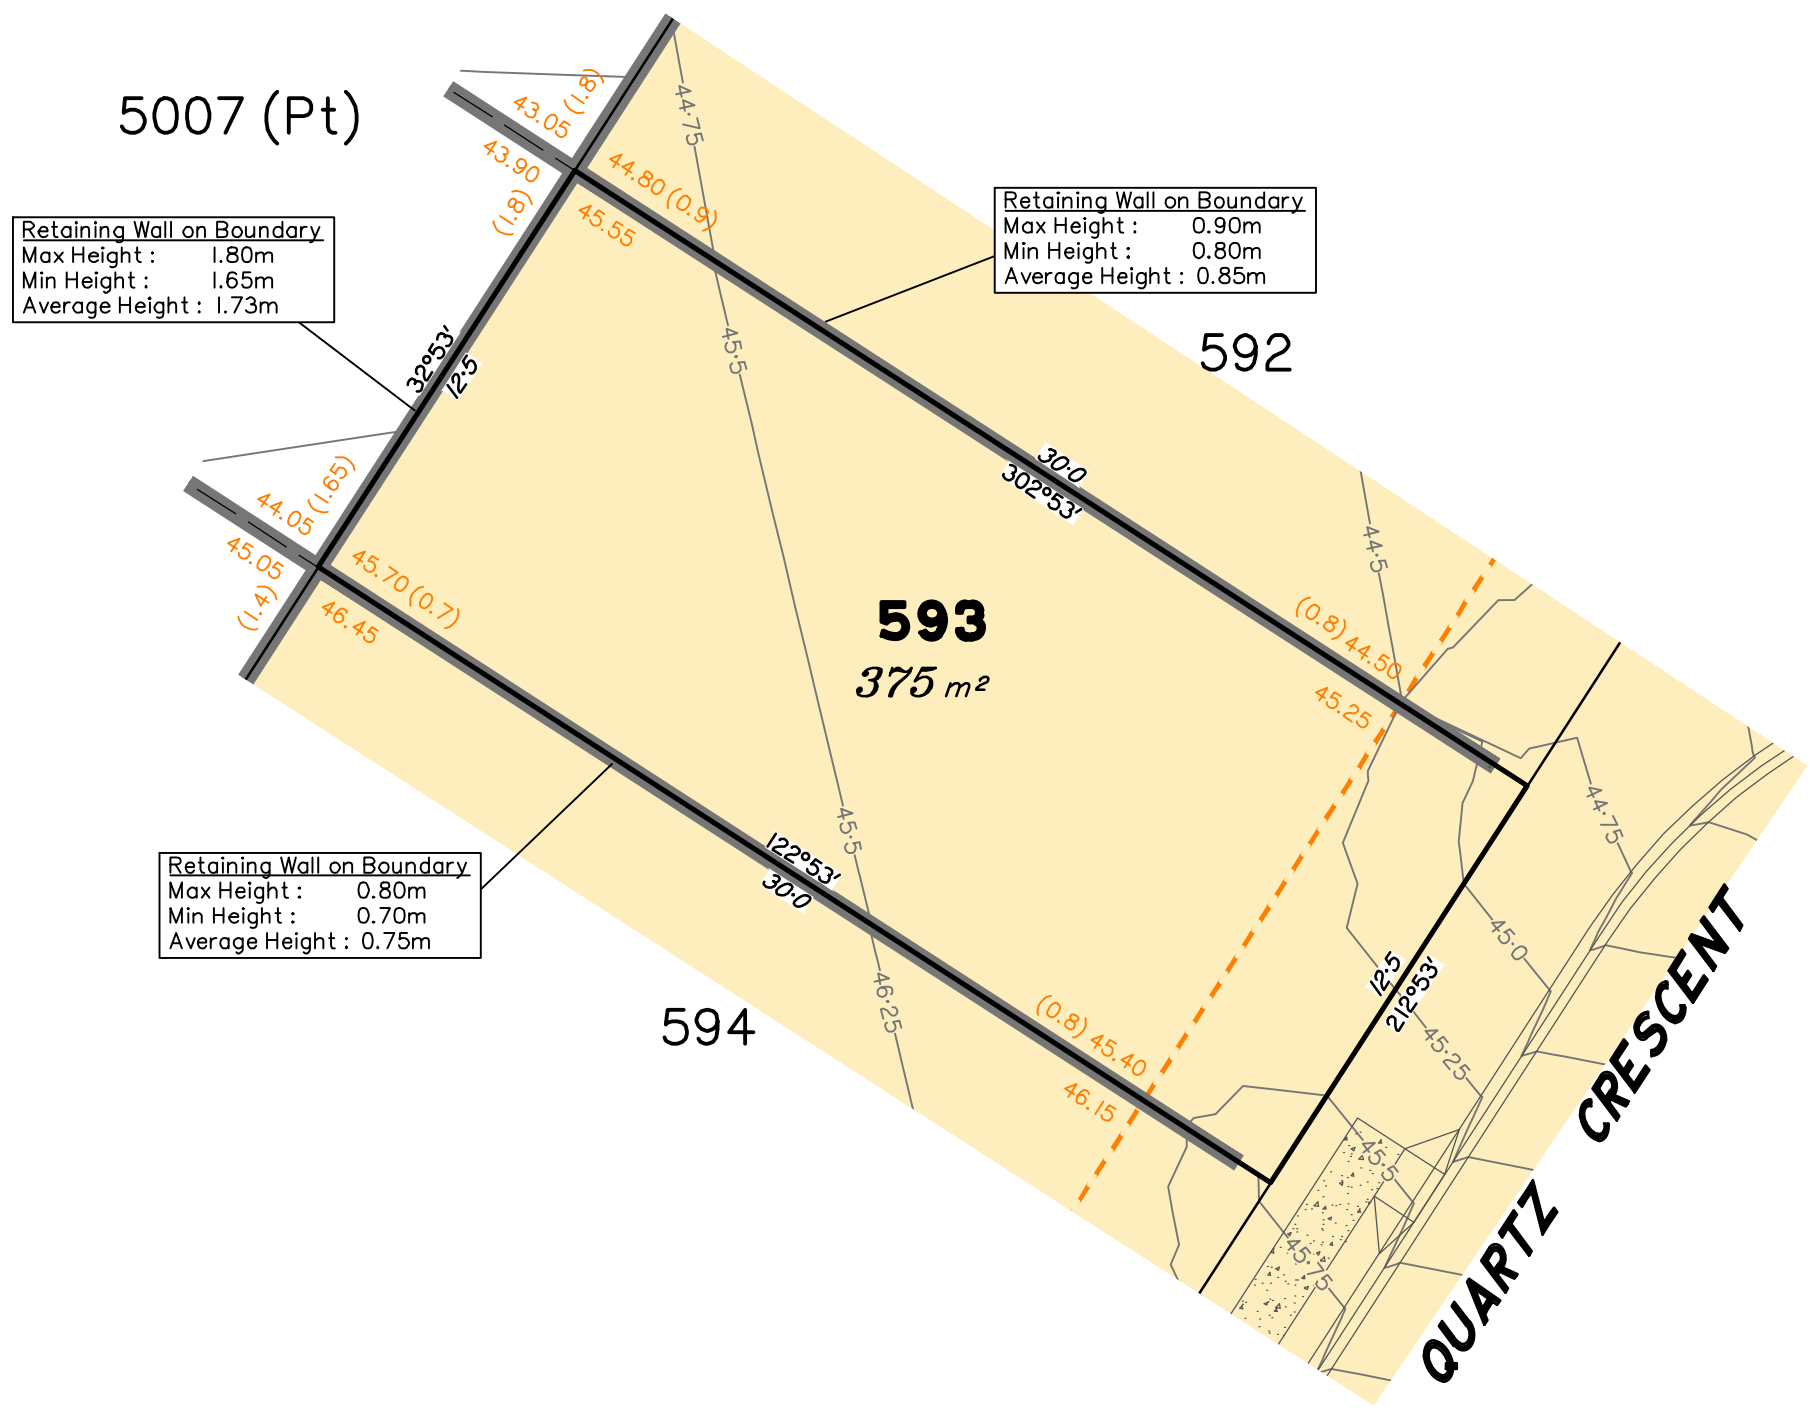 5007 (Pt)
43.05
(1.8)
43.90
(1.8)
44.75
44.80 (0.9)
45.55
Retaining Wall on Boundary
Max Height : 0.90m
Min Height : 0.80m
Average Height : 0.85m
Retaining Wall on Boundary
Max Height : 1.80m
Min Height : 1.65m
Average Height : 1.73m
592
32°53'
12·5
45·5
30·0
302°53'
44·5
44.05
(1.65)
45.05
(1.4)
45.70 (0.7)
46.45
593
375 m²
(0.8) 44.50
45.25
44·75
45·5
122°53'
30·0
Retaining Wall on Boundary
Max Height : 0.80m
Min Height : 0.70m
Average Height : 0.75m
594
46·25
(0.8) 45.40
46.15
12·5
212°53'
45·0
45·25
45·5
45·75
QUARTZ CRESCENT